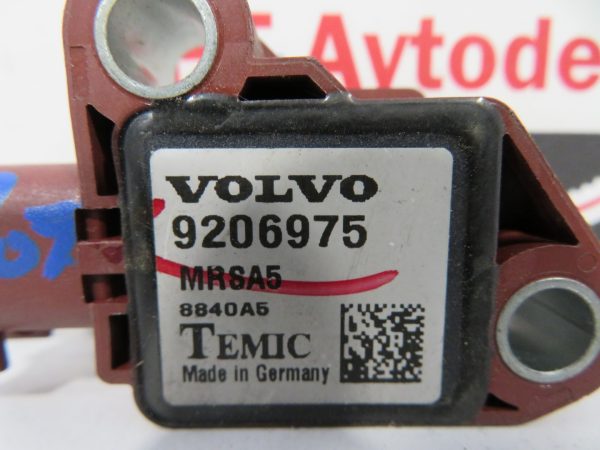 Avtode
VOLVO
9206975
MRSA5
8840A5
TEMIC
Made in Germany